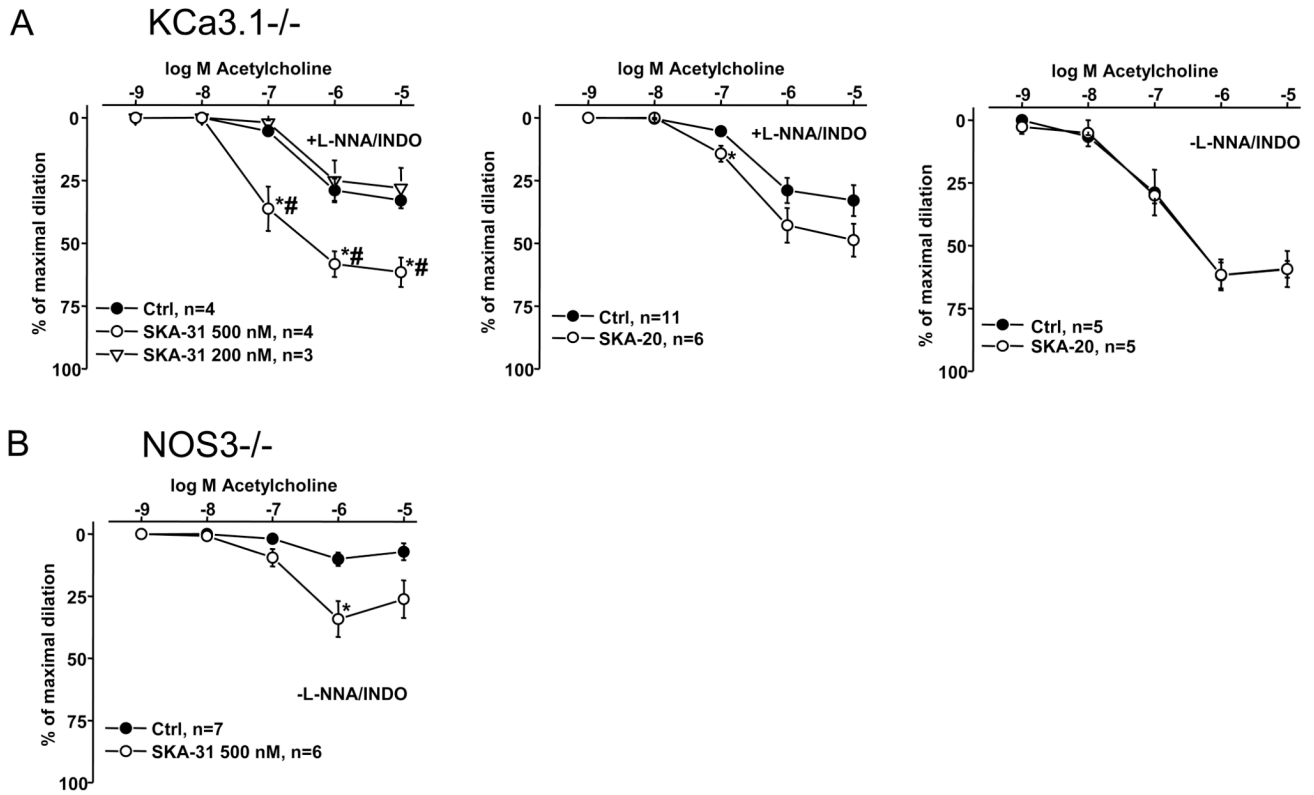 A
KCa3.1-/-
log M Acetylcholine
-9 -8 -7 -6 -5
0
25
50
75
100
% of maximal dilation
+L-NNA/INDO
*#
*#
*#
Ctrl, n=4
SKA-31 500 nM, n=4
SKA-31 200 nM, n=3
log M Acetylcholine
-9 -8 -7 -6 -5
0
25
50
75
100
% of maximal dilation
+L-NNA/INDO
*
Ctrl, n=11
SKA-20, n=6
log M Acetylcholine
-9 -8 -7 -6 -5
0
25
50
75
100
% of maximal dilation
-L-NNA/INDO
Ctrl, n=5
SKA-20, n=5
B
NOS3-/-
log M Acetylcholine
-9 -8 -7 -6 -5
0
25
50
75
100
% of maximal dilation
*
-L-NNA/INDO
Ctrl, n=7
SKA-31 500 nM, n=6